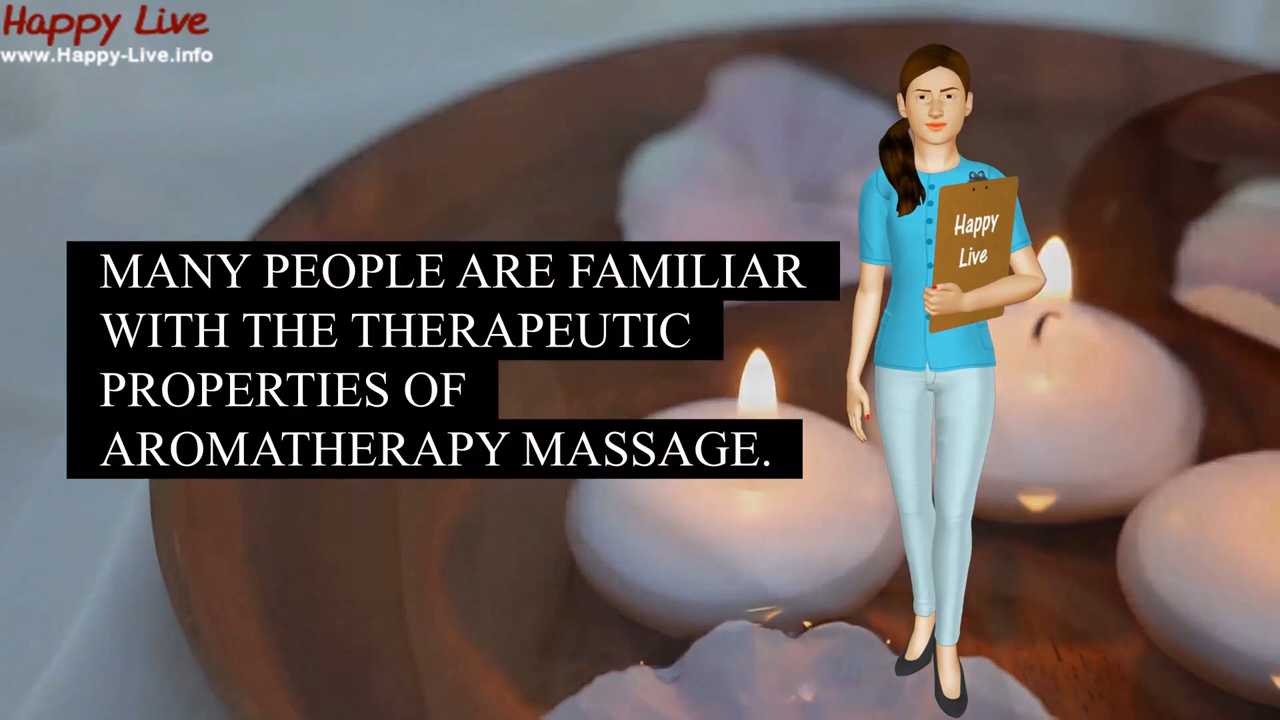 Happy Live
www.Happy-Live.info
Happy
Live
MANY PEOPLE ARE FAMILIAR
WITH THE THERAPEUTIC
PROPERTIES OF
AROMATHERAPY MASSAGE.